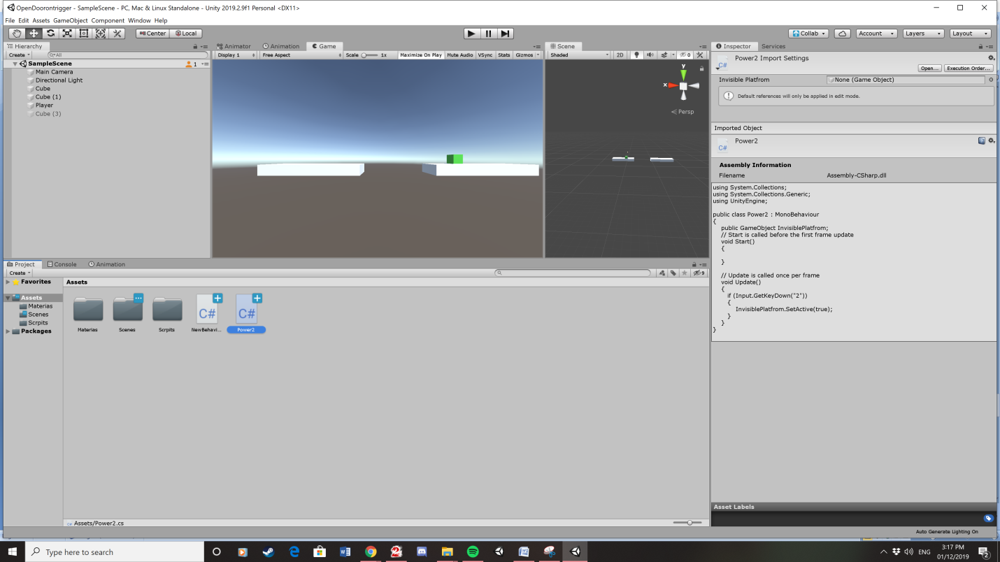 OpenDoorontrigger - SampleScene - PC, Mac & Linux Standalone - Unity 2019.2.9f1 Personal <DX11>
File Edit Assets GameObject Component Window Help
Center Local Collab Account Layers Layout
Hierarchy
Create All
SampleScene 1
Main Camera
Directional Light
Cube
Cube (1)
Player
Cube (3)
Animator Animation Game
Display 1 Free Aspect Scale 1x Maximize On Play Mute Audio VSync Stats Gizmos
Scene
Shaded 2D 0
y
x
Persp
Inspector Services
C#
Power2 Import Settings
Open... Execution Order...
Invisible Platfrom None (Game Object)
Default references will only be applied in edit mode.
Imported Object
C#
Power2
Assembly Information
Filename Assembly-CSharp.dll
using System.Collections;
using System.Collections.Generic;
using UnityEngine;
public class Power2 : MonoBehaviour
{
public GameObject InvisiblePlatfrom;
// Start is called before the first frame update
void Start()
{
}
// Update is called once per frame
void Update()
{
if (Input.GetKeyDown("2"))
{
InvisiblePlatfrom.SetActive(true);
}
}
}
Asset Labels
Project Console Animation
Create 9
Favorites
Assets
Materias
Scenes
Scrpits
Packages
Assets
C# C#
Materias Scenes Scrpits NewBehavi... Power2
C# Assets/Power2.cs
Auto Generate Lighting On
Type here to search
ENG
3:17 PM
01/12/2019
2